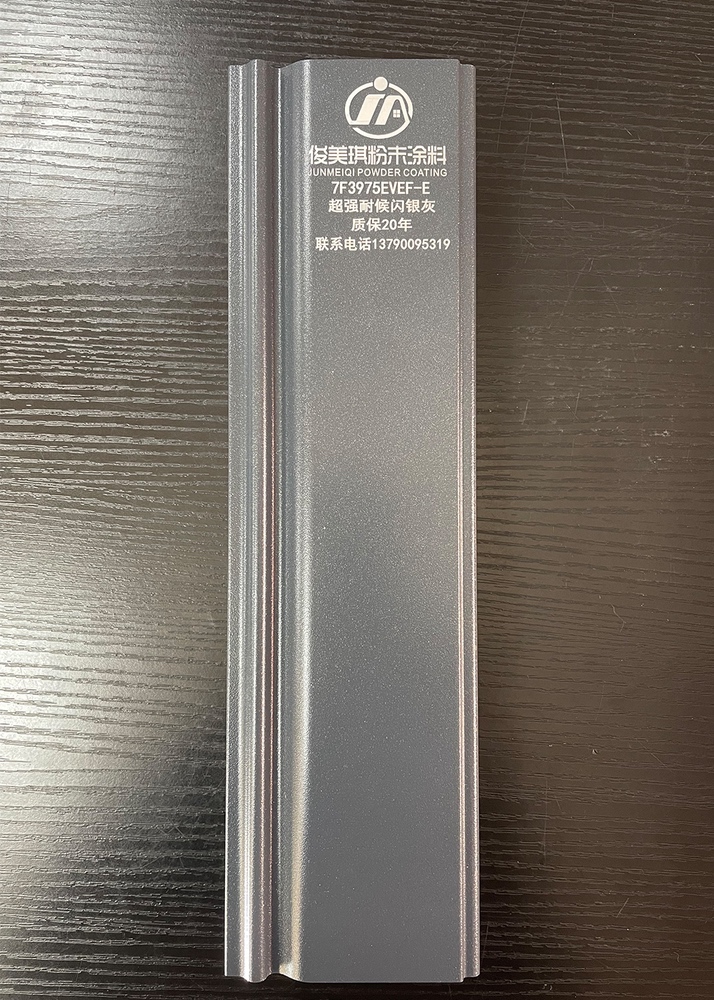 俊美琪粉末涂料
JUNMEIQI POWDER COATING
7F3975EVEF-E
超强耐候闪银灰
质保20年
联系电话13790095319